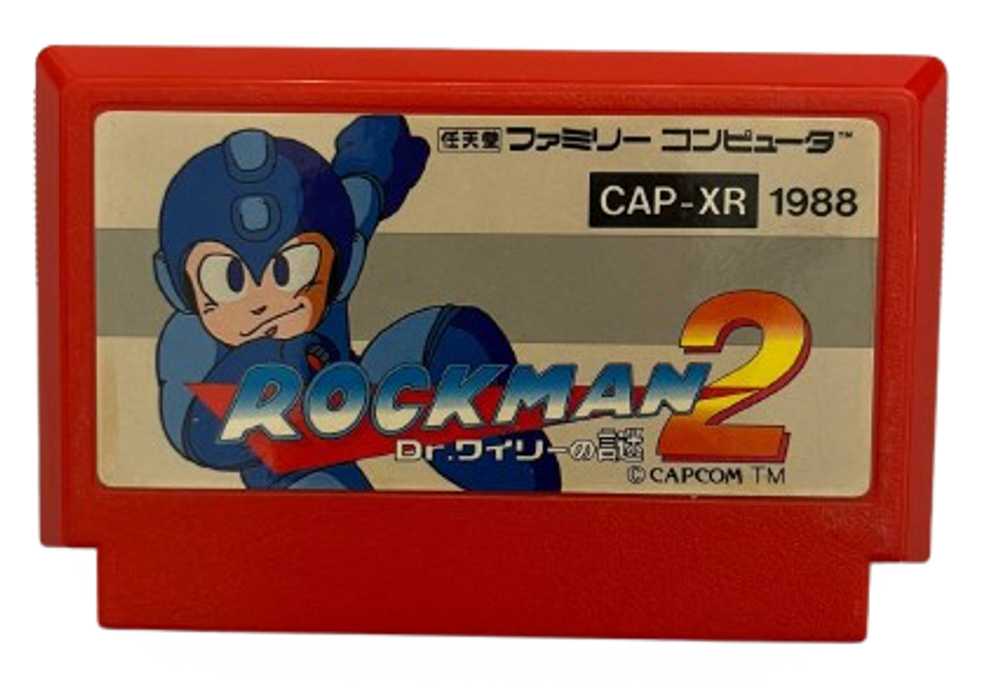 任天堂 ファミリー コンピュータ™
CAP-XR 1988
ROCKMAN 2
Dr.ワイリーの謎
© CAPCOM TM